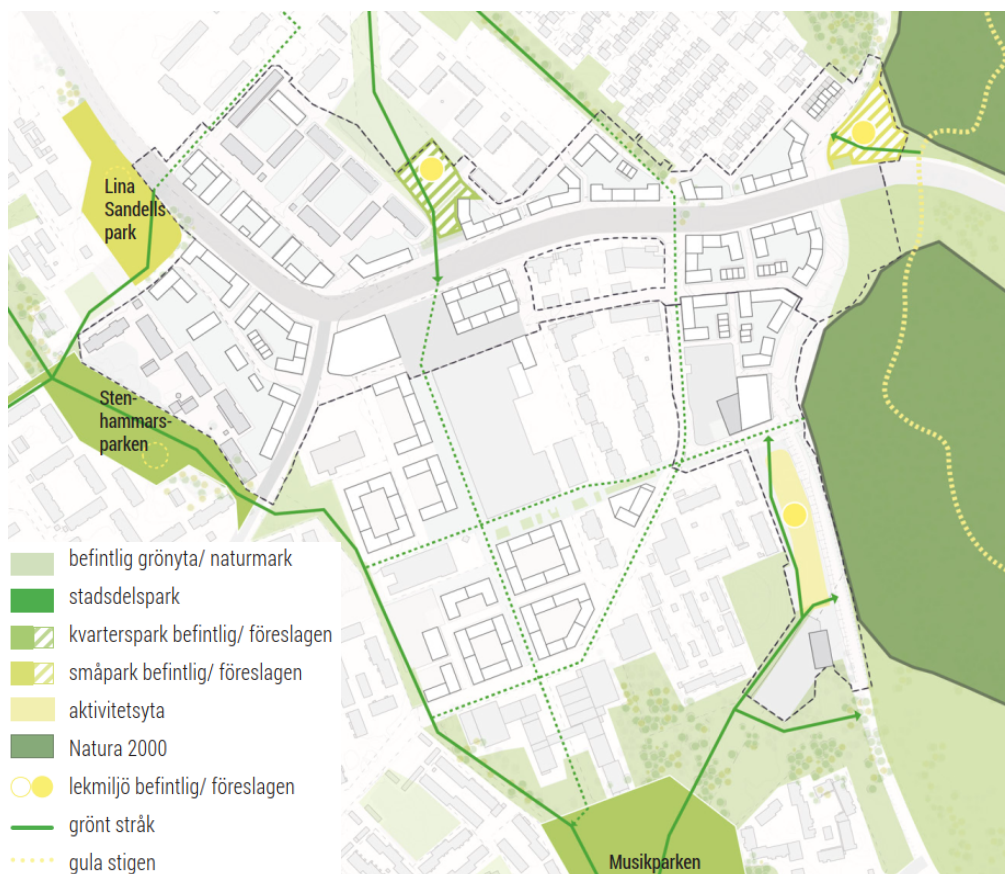 Lina
Sandells
park
Sten-
hammars-
parken
befintlig grönyta/ naturmark
stadsdelspark
kvarterspark befintlig/ föreslagen
småpark befintlig/ föreslagen
aktivitetsyta
Natura 2000
lekmiljö befintlig/ föreslagen
grönt stråk
gula stigen
Musikparken